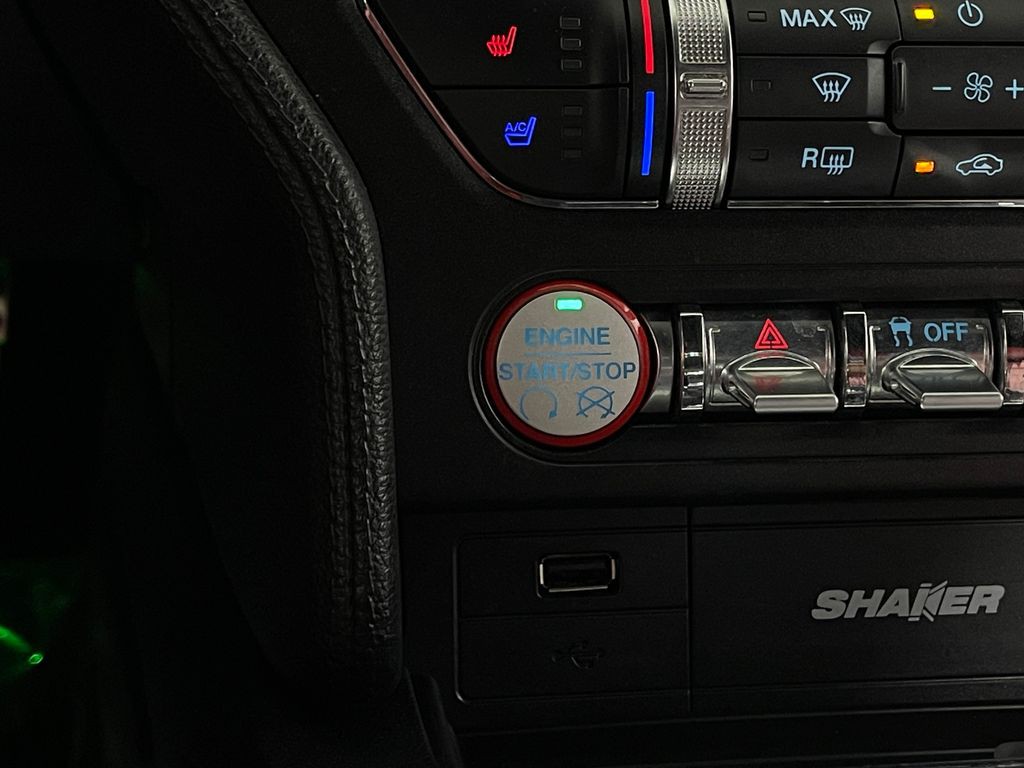 MAX
A/C
R
ENGINE
START/STOP
OFF
SHAKER